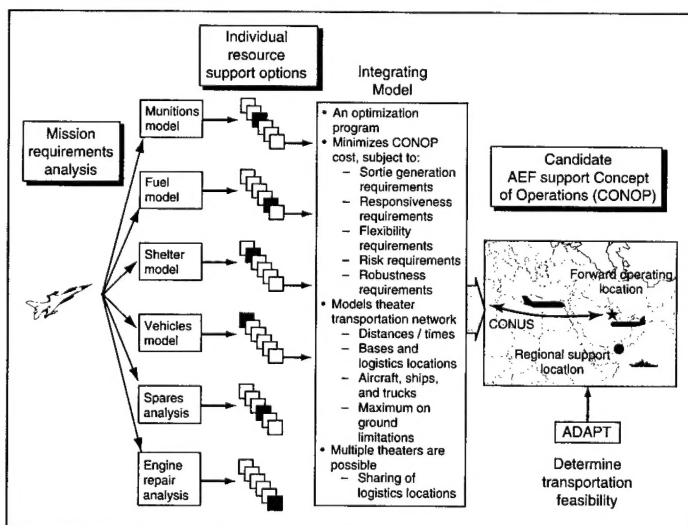 Individual
resource
support options
Mission
requirements
analysis
Munitions
model
Fuel model
Shelter
model
Vehicles
model
Spares
analysis
Engine
repair
analysis
Integrating
Model
• An optimization
program
• Minimizes CONOP
cost, subject to:
– Sortie generation
requirements
– Responsiveness
requirements
– Flexibility
requirements
– Risk requirements
– Robustness
requirements
• Models theater
transportation network
– Distances / times
– Bases and
logistics locations
– Aircraft, ships,
and trucks
– Maximum on
ground
limitations
• Multiple theaters are
possible
– Sharing of
logistics locations
Candidate
AEF support Concept
of Operations (CONOP)
Forward operating
location
CONUS
Regional support
location
ADAPT
Determine
transportation
feasibility